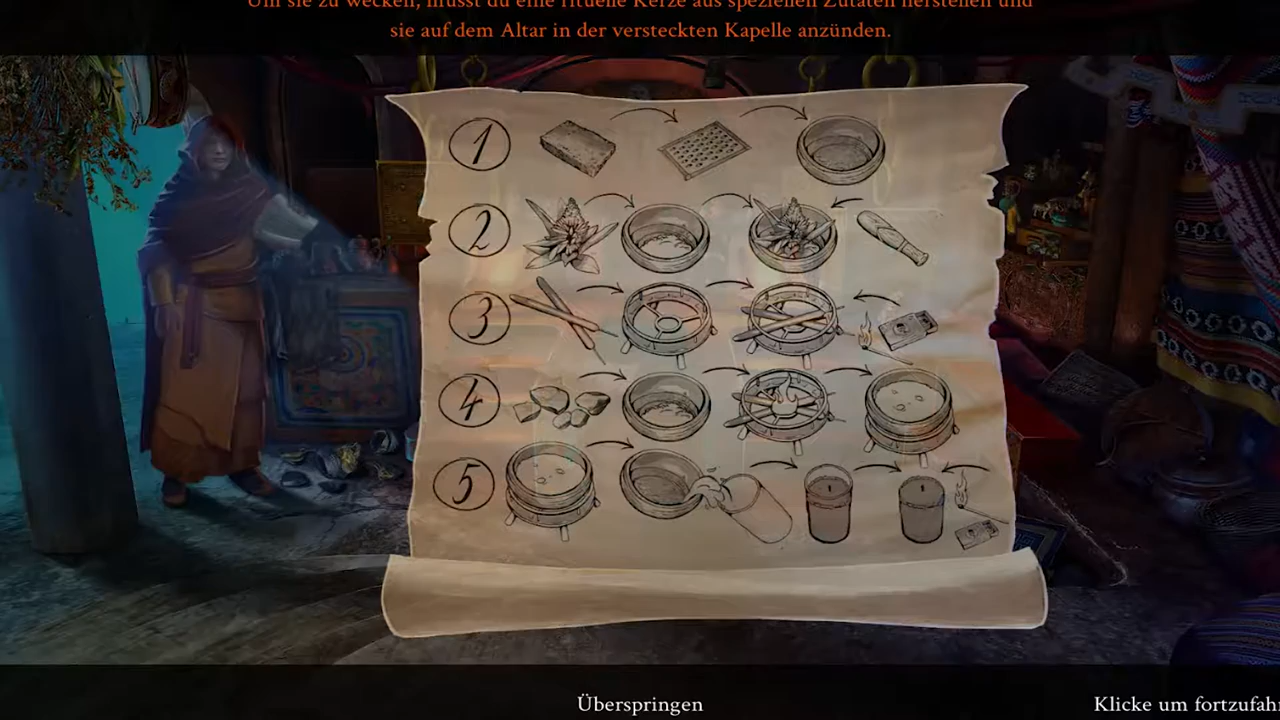 Um sie zu wecken, musst du eine rituelle Kerze aus speziellen Zutaten herstellen und
sie auf dem Altar in der versteckten Kapelle anzünden.
1
2
3
4
5
Überspringen
Klicke um fortzufah